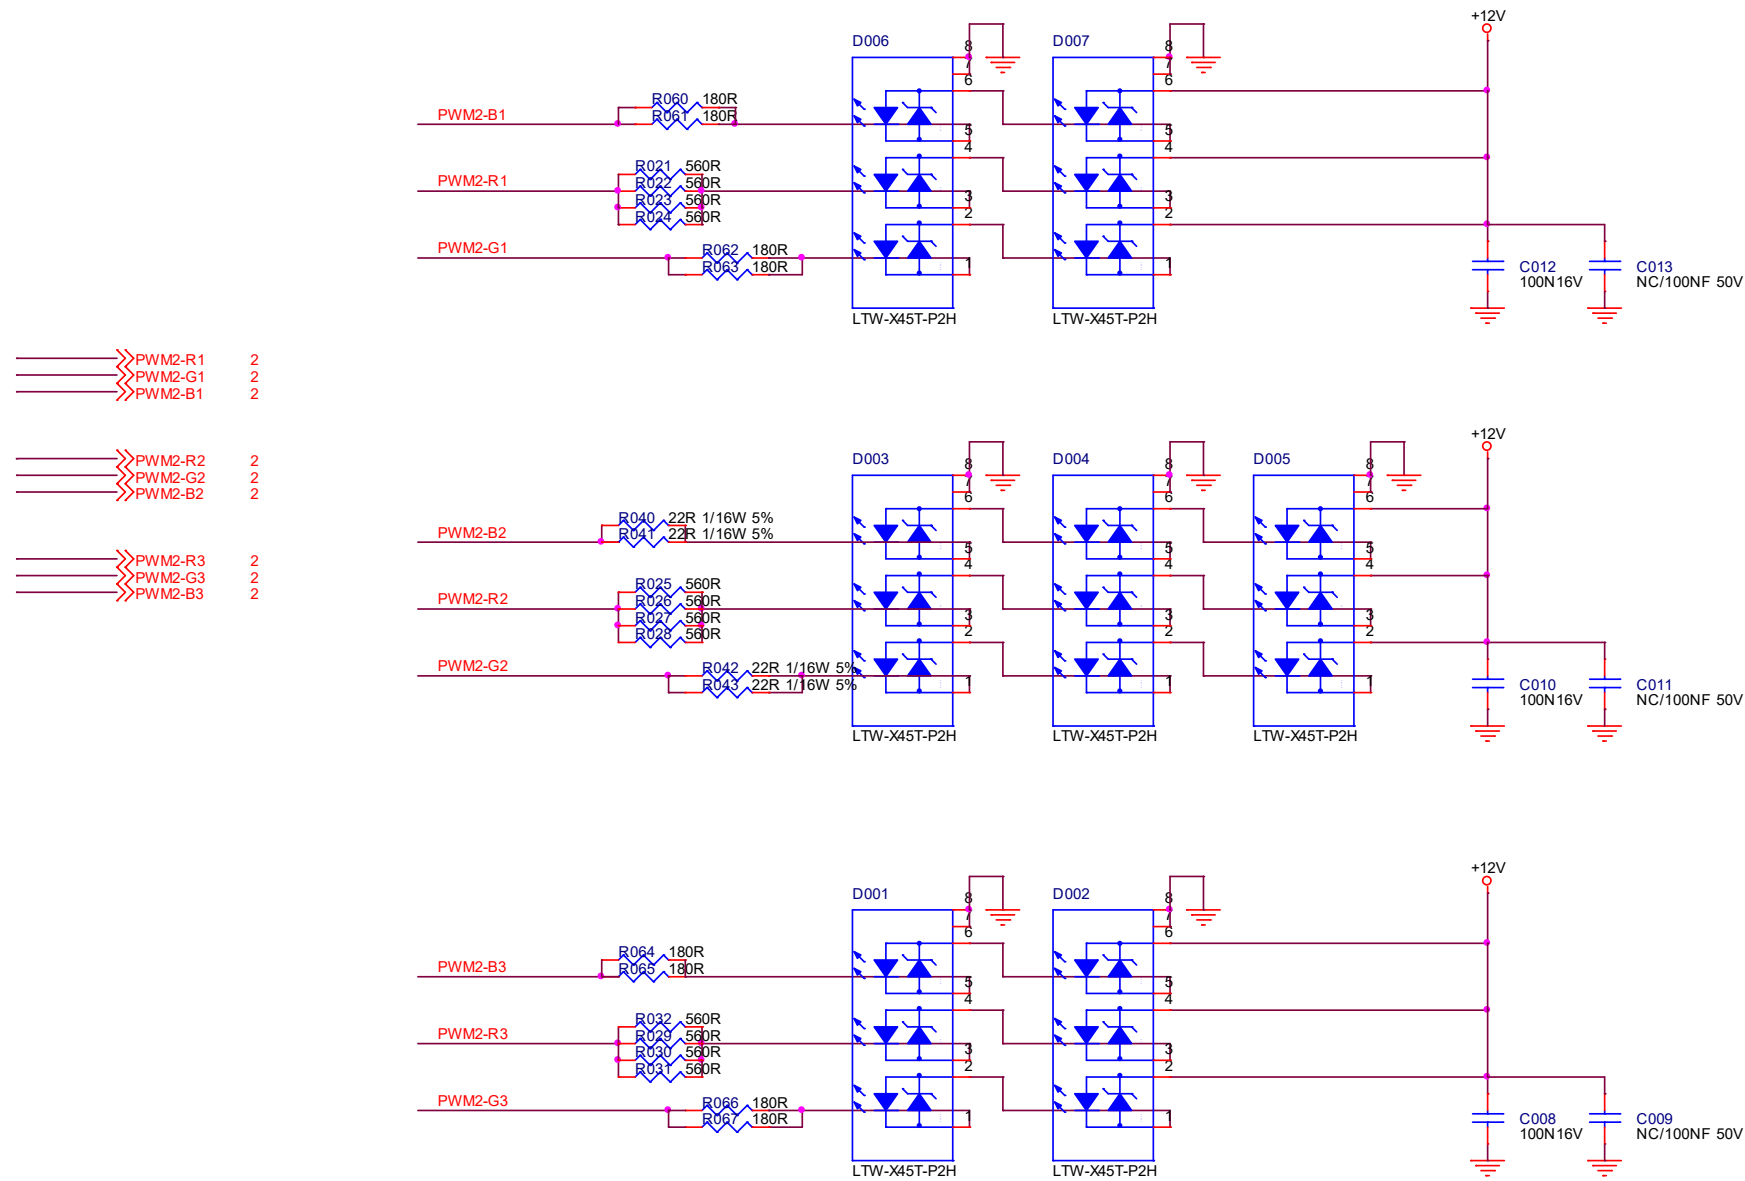 +12V
D006
D007
8
7
6
8
7
6
R060 180R
PWM2-B1
R061 180R
5
4
5
4
R021 560R
PWM2-R1
R022 560R
R023 560R
R024 560R
3
2
3
2
PWM2-G1
R062 180R
R063 180R
1
1
C012
100N16V
C013
NC/100NF 50V
LTW-X45T-P2H
LTW-X45T-P2H
PWM2-R1 2
PWM2-G1 2
PWM2-B1 2
PWM2-R2 2
PWM2-G2 2
PWM2-B2 2
PWM2-R3 2
PWM2-G3 2
PWM2-B3 2
+12V
D003
D004
D005
8
7
6
8
7
6
8
7
6
R040 22R 1/16W 5%
PWM2-B2
R041 22R 1/16W 5%
5
4
5
4
5
4
R025 560R
PWM2-R2
R026 560R
R027 560R
R028 560R
3
2
3
2
3
2
PWM2-G2
R042 22R 1/16W 5%
R043 22R 1/16W 5%
1
1
1
C010
100N16V
C011
NC/100NF 50V
LTW-X45T-P2H
LTW-X45T-P2H
LTW-X45T-P2H
+12V
D001
D002
8
7
6
8
7
6
R064 180R
PWM2-B3
R065 180R
5
4
5
4
R032 560R
PWM2-R3
R029 560R
R030 560R
R031 560R
3
2
3
2
PWM2-G3
R066 180R
R067 180R
1
1
C008
100N16V
C009
NC/100NF 50V
LTW-X45T-P2H
LTW-X45T-P2H